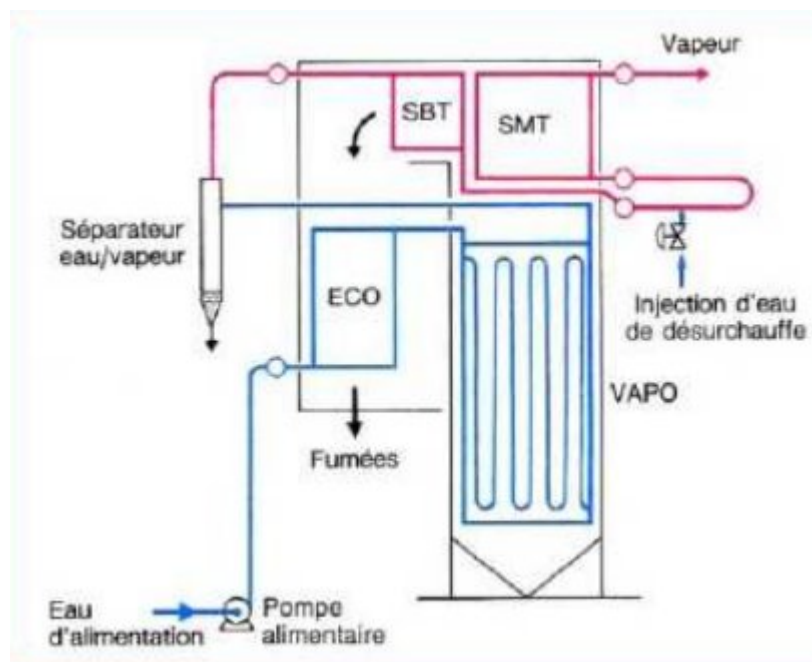 Vapeur
SBT
SMT
Séparateur
eau/vapeur
ECO
Injection d'eau
de désurchauffe
VAPO
Fumées
Eau
d'alimentation
Pompe
alimentaire